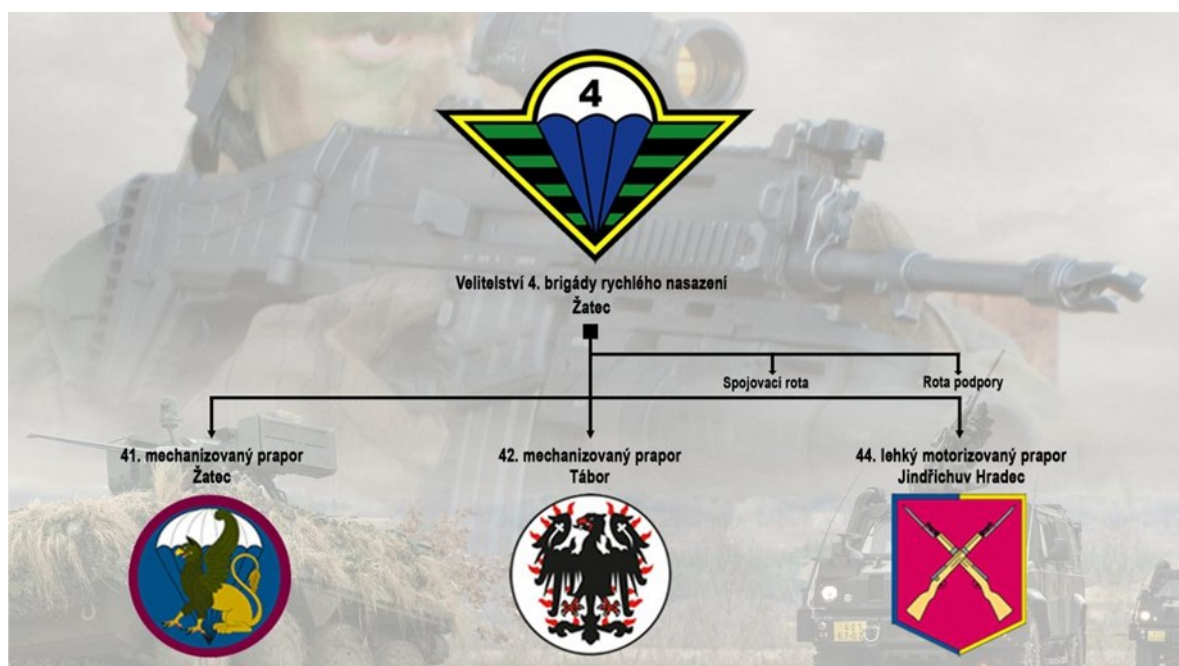 4
Velitelství 4. brigády rychlého nasazení
Žatec
Spojovací rota
Rota podpory
41. mechanizovaný prapor
Žatec
42. mechanizovaný prapor
Tábor
44. lehký motorizovaný prapor
Jindřichuv Hradec